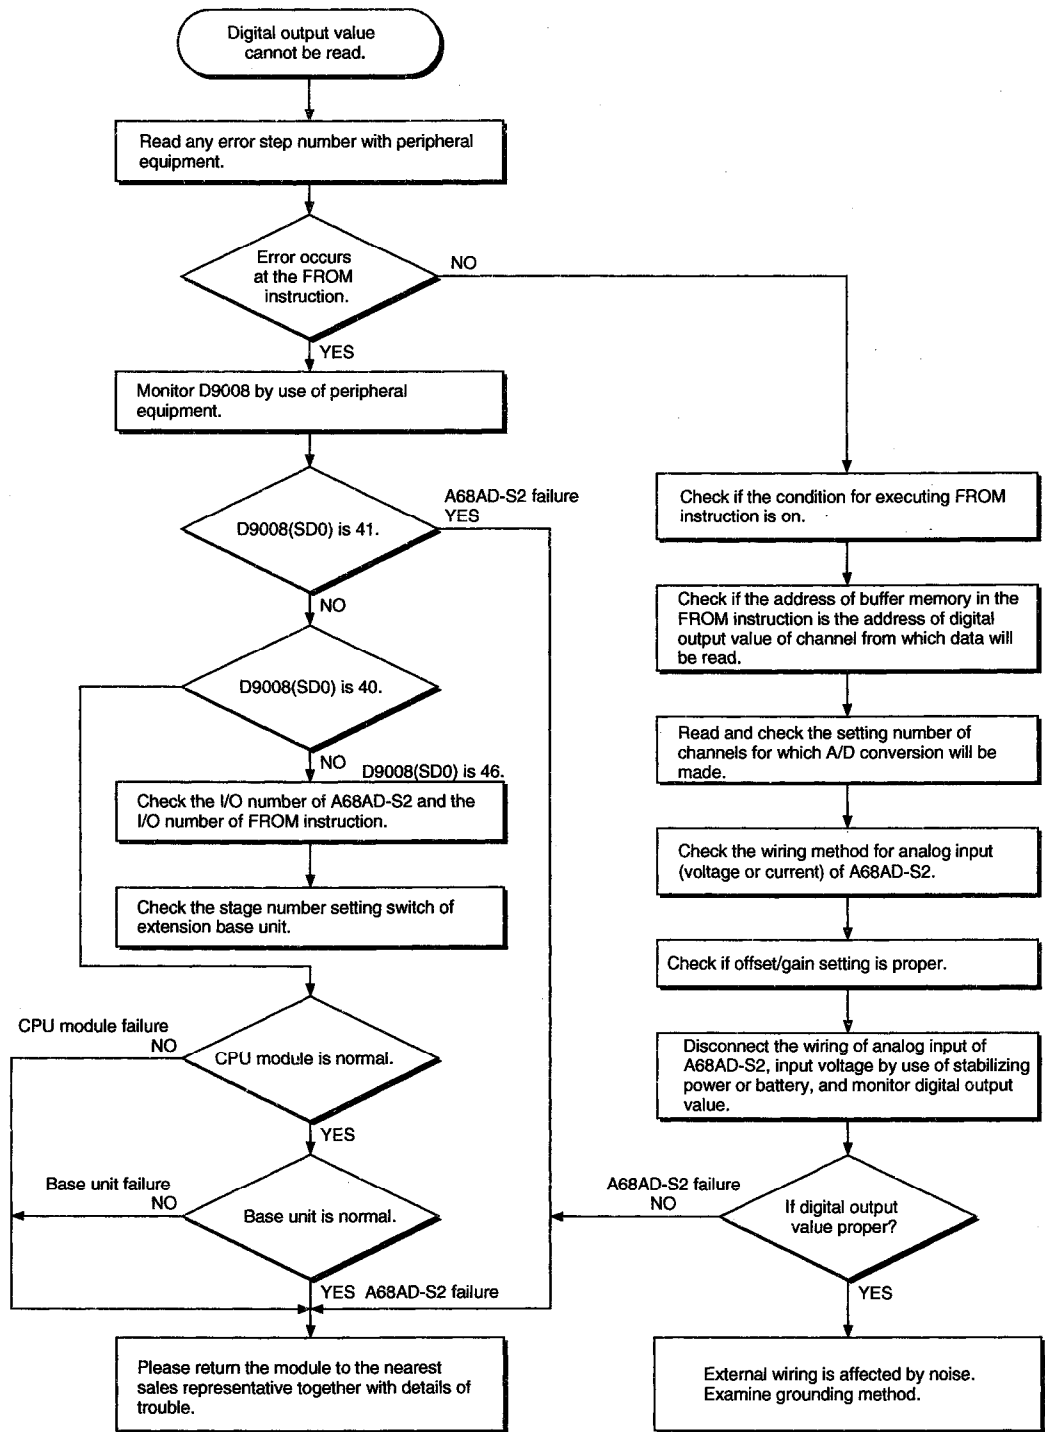 Digital output value
cannot be read.
Read any error step number with peripheral
equipment.
Error occurs
at the FROM
instruction.
NO
YES
Monitor D9008 by use of peripheral
equipment.
D9008(SD0) is 41.
A68AD-S2 failure
YES
NO
D9008(SD0) is 40.
NO
D9008(SD0) is 46.
Check the I/O number of A68AD-S2 and the
I/O number of FROM instruction.
Check the stage number setting switch of
extension base unit.
CPU module failure
NO
CPU module is normal.
YES
Base unit failure
NO
Base unit is normal.
YES A68AD-S2 failure
Please return the module to the nearest
sales representative together with details of
trouble.
Check if the condition for executing FROM
instruction is on.
Check if the address of buffer memory in the
FROM instruction is the address of digital
output value of channel from which data will
be read.
Read and check the setting number of
channels for which A/D conversion will be
made.
Check the wiring method for analog input
(voltage or current) of A68AD-S2.
Check if offset/gain setting is proper.
Disconnect the wiring of analog input of
A68AD-S2, input voltage by use of stabilizing
power or battery, and monitor digital output
value.
A68AD-S2 failure
NO
If digital output
value proper?
YES
External wiring is affected by noise.
Examine grounding method.